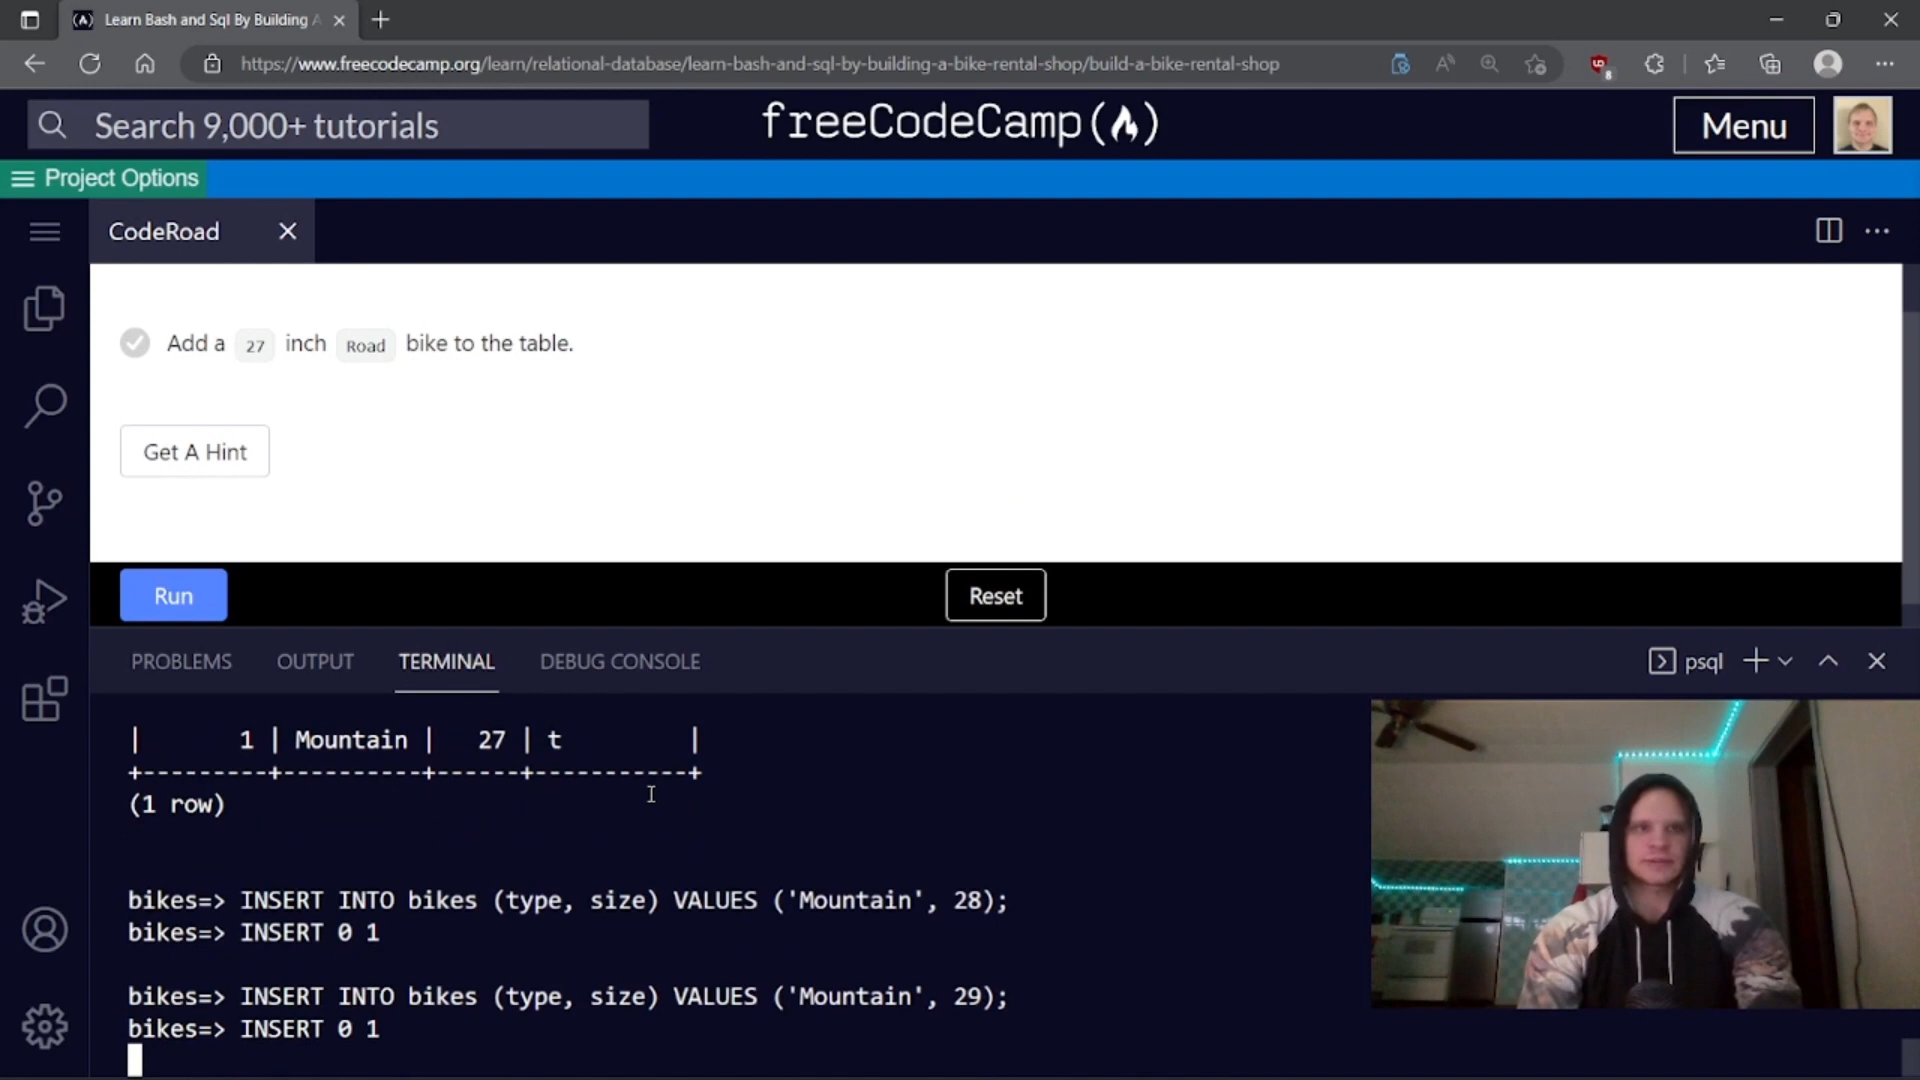 Learn Bash and Sql By Building A
https://www.freecodecamp.org/learn/relational-database/learn-bash-and-sql-by-building-a-bike-rental-shop/build-a-bike-rental-shop
8
Search 9,000+ tutorials
freeCodeCamp
Menu
Project Options
CodeRoad
Add a 27 inch Road bike to the table.
Get A Hint
Run
Reset
PROBLEMS OUTPUT TERMINAL DEBUG CONSOLE
psql
| 1 | Mountain | 27 | t |
+---------+----------+------+-----------+
(1 row)
bikes=> INSERT INTO bikes (type, size) VALUES ('Mountain', 28);
bikes=> INSERT 0 1
bikes=> INSERT INTO bikes (type, size) VALUES ('Mountain', 29);
bikes=> INSERT 0 1